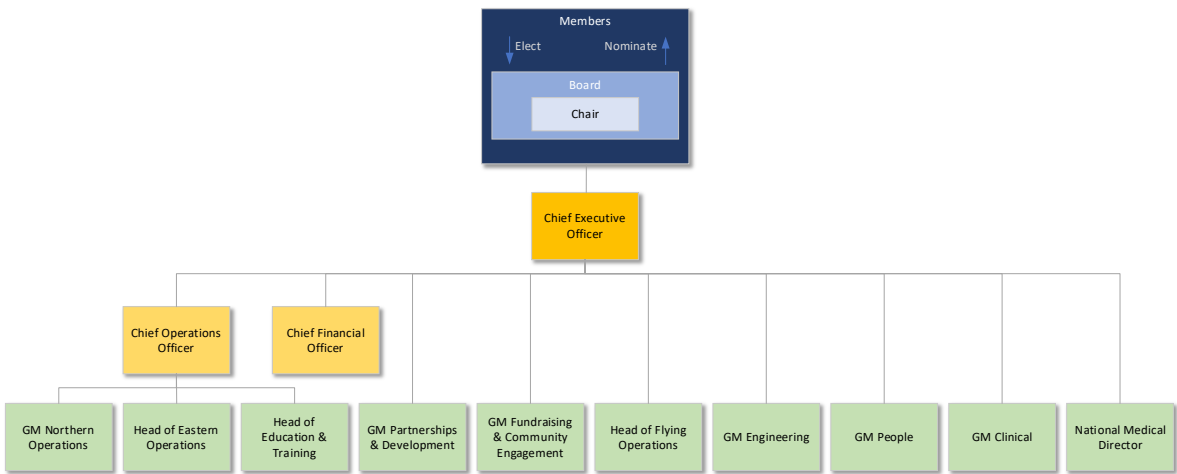 Members
Elect
Nominate
Board
Chair
Chief Executive
Officer
Chief Operations
Officer
Chief Financial
Officer
GM Northern
Operations
Head of Eastern
Operations
Head of
Education &
Training
GM Partnerships
& Development
GM Fundraising
& Community
Engagement
Head of Flying
Operations
GM Engineering
GM People
GM Clinical
National Medical
Director